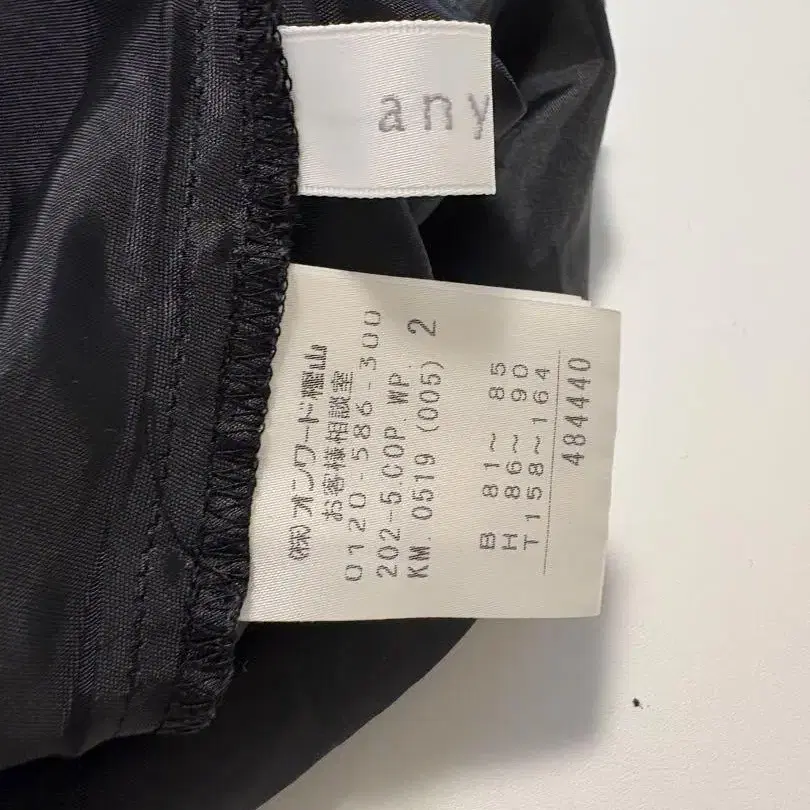 any
㈱オンワード樫山
お客様相談室
0120-586-300
202-5.COP WP.
KM.0519 (005) 2
B 81~ 85
H 86~ 90
T158~164
484440